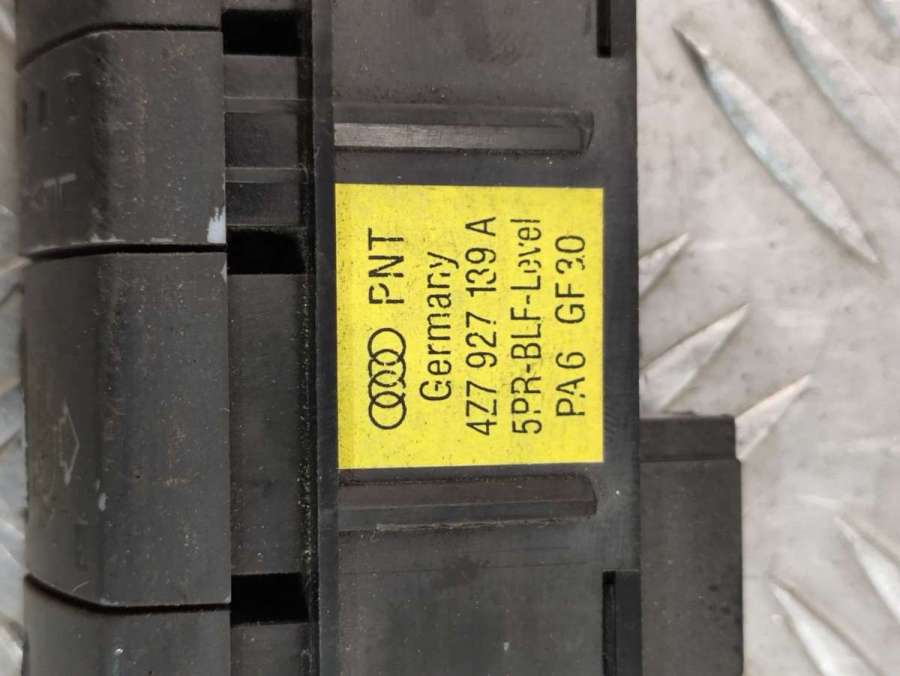 PNT
Germany
4Z7 927 139 A
5PR-BLF-Level
PA6 GF30